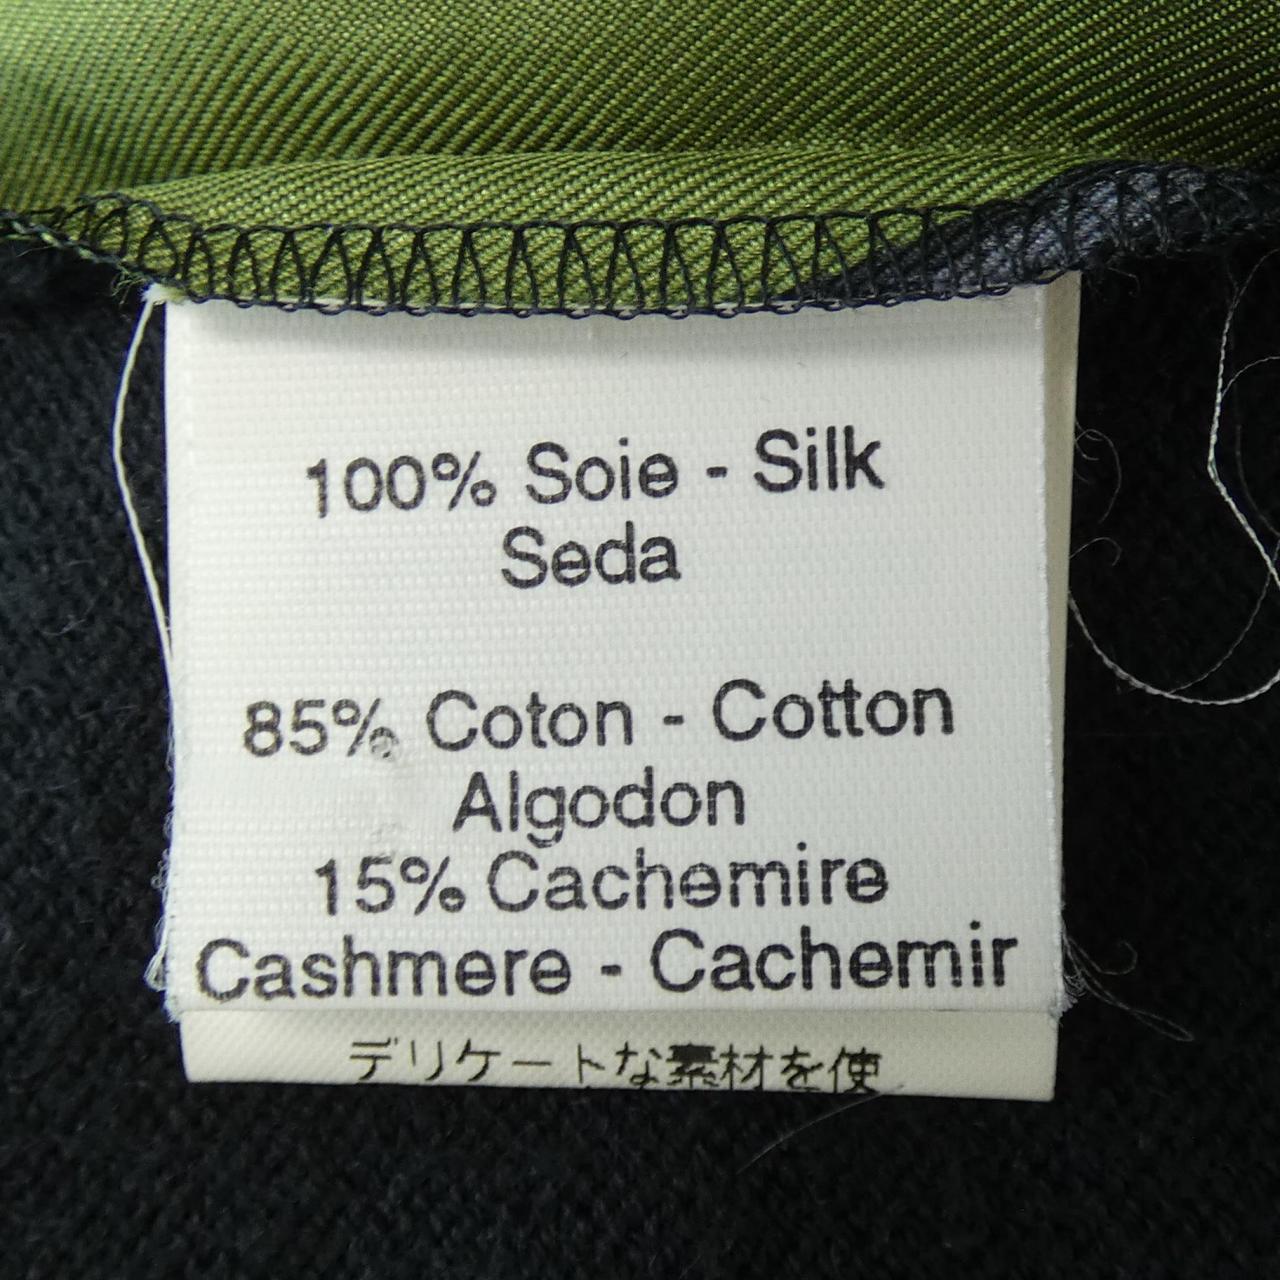 100% Soie - Silk
Seda
85% Coton - Cotton
Algodon
15% Cachemire
Cashmere - Cachemir
デリケートな素材を使